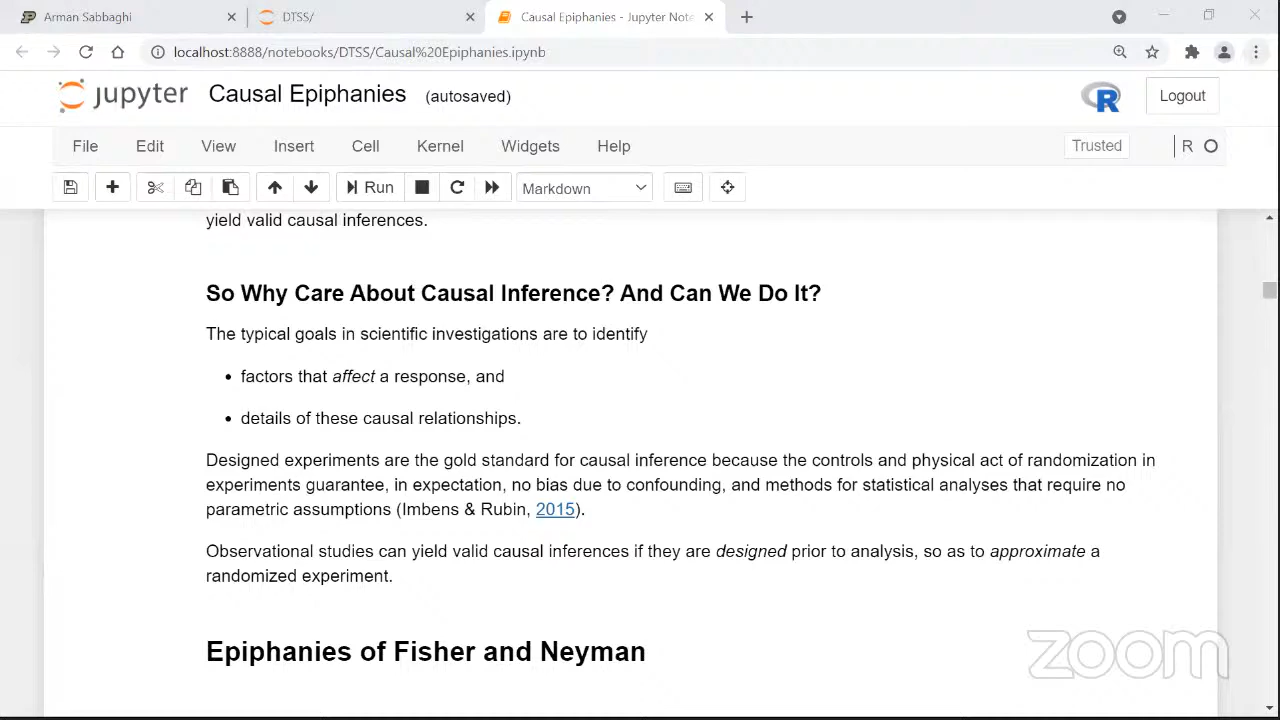 Arman Sabbaghi
DTSS/
Causal Epiphanies - Jupyter Note
localhost:8888/notebooks/DTSS/Causal%20Epiphanies.ipynb
jupyter Causal Epiphanies (autosaved)
R
Logout
File Edit View Insert Cell Kernel Widgets Help
Trusted
R
Run
Markdown
yield valid causal inferences.
So Why Care About Causal Inference? And Can We Do It?
The typical goals in scientific investigations are to identify
• factors that affect a response, and
• details of these causal relationships.
Designed experiments are the gold standard for causal inference because the controls and physical act of randomization in
experiments guarantee, in expectation, no bias due to confounding, and methods for statistical analyses that require no
parametric assumptions (Imbens & Rubin, 2015).
Observational studies can yield valid causal inferences if they are designed prior to analysis, so as to approximate a
randomized experiment.
Epiphanies of Fisher and Neyman
zoom